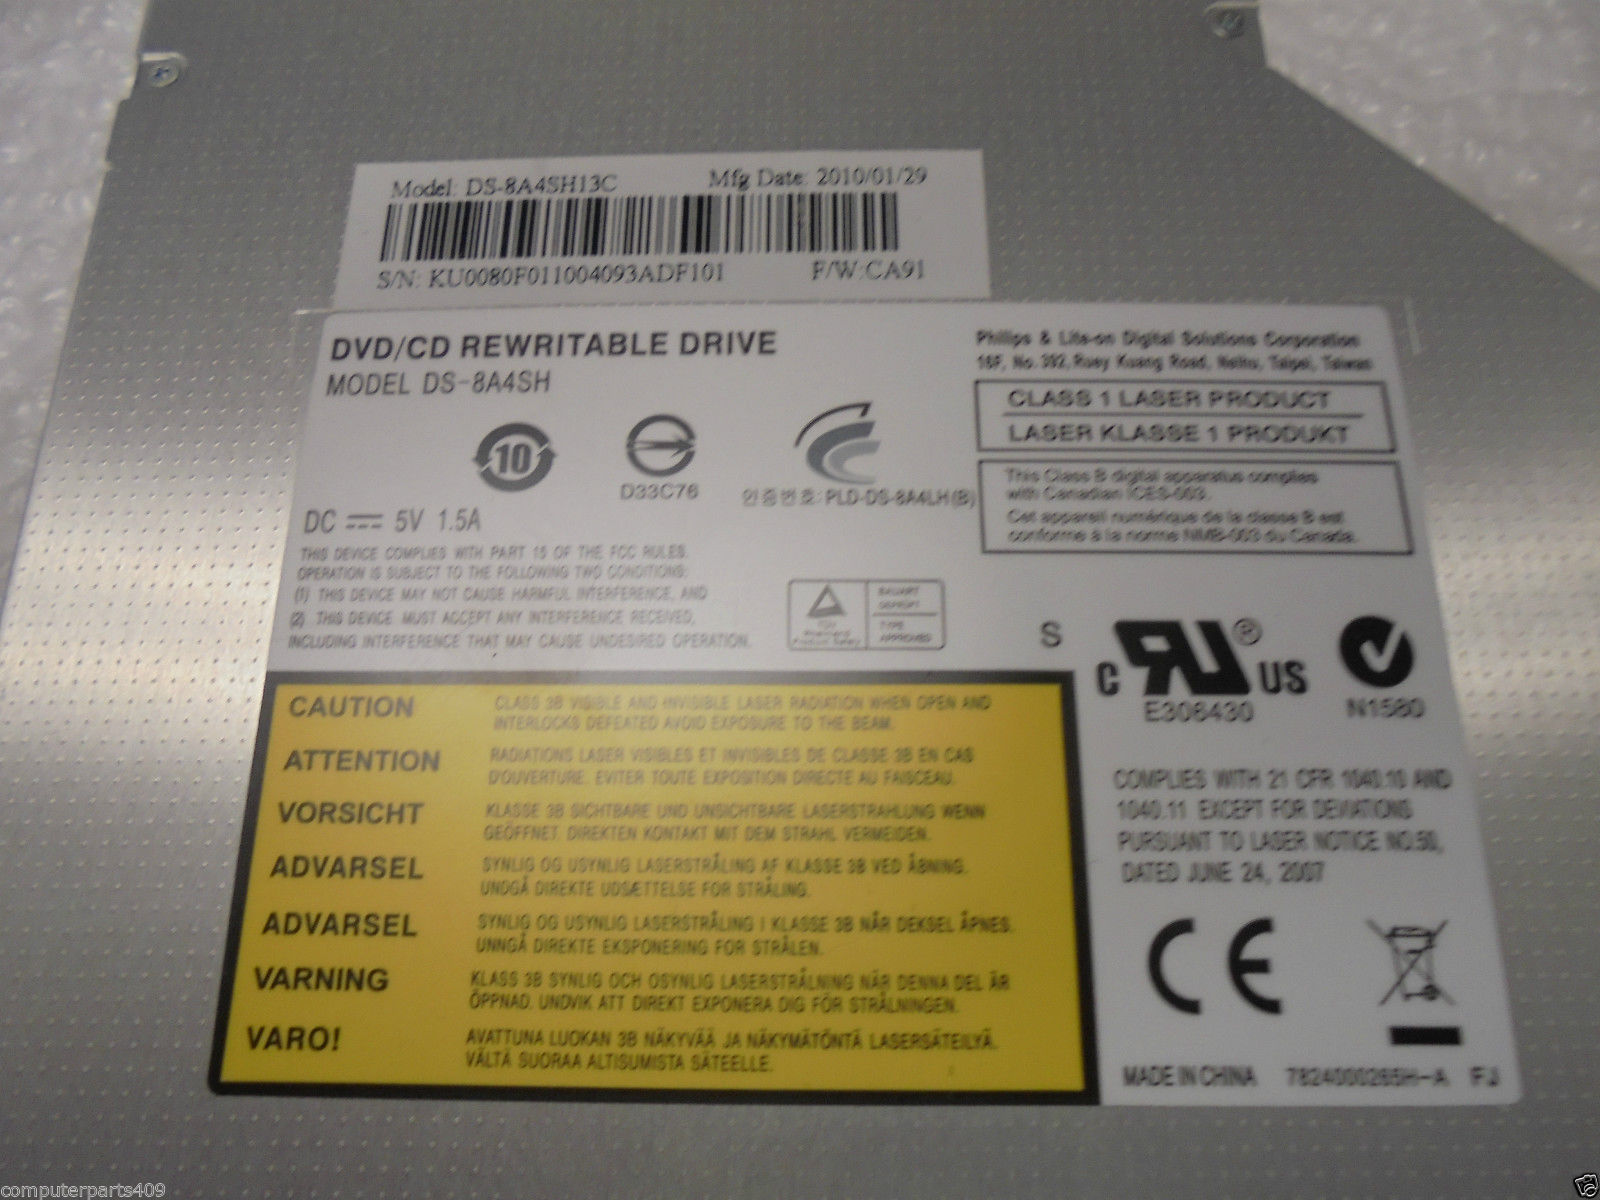 Model: DS-8A4SH13C Mfg Date: 2010/01/29
S/N: KU0080F011004093ADF101 F/W:CA91
DVD/CD REWRITABLE DRIVE
MODEL DS-8A4SH
Philips & Lite-on Digital Solutions Corporation
16F, No. 392, Ruey Kuang Road, Neihu, Taipei, Taiwan
CLASS 1 LASER PRODUCT
LASER KLASSE 1 PRODUKT
10
D33C76
인증번호: PLD-DS-8A4LH(B)
This Class B digital apparatus complies
with Canadian ICES-003.
Cet appareil numérique de la classe B est
conforme à la norme NMB-003 du Canada.
DC 5V 1.5A
THIS DEVICE COMPLIES WITH PART 15 OF THE FCC RULES.
OPERATION IS SUBJECT TO THE FOLLOWING TWO CONDITIONS:
(1) THIS DEVICE MAY NOT CAUSE HARMFUL INTERFERENCE, AND
(2) THIS DEVICE MUST ACCEPT ANY INTERFERENCE RECEIVED,
INCLUDING INTERFERENCE THAT MAY CAUSE UNDESIRED OPERATION.
TÜV
Rheinland
Product Safety
BAUART
GEPRÜFT
TYPE
APPROVED
S
C RU ® US
E306430
N1580
CAUTION CLASS 3B VISIBLE AND INVISIBLE LASER RADIATION WHEN OPEN AND
INTERLOCKS DEFEATED AVOID EXPOSURE TO THE BEAM.
ATTENTION RADIATIONS LASER VISIBLES ET INVISIBLES DE CLASSE 3B EN CAS
D'OUVERTURE. EVITER TOUTE EXPOSITION DIRECTE AU FAISCEAU.
VORSICHT KLASSE 3B SICHTBARE UND UNSICHTBARE LASERSTRAHLUNG WENN
GEÖFFNET. DIREKTEN KONTAKT MIT DEM STRAHL VERMEIDEN.
ADVARSEL SYNLIG OG USYNLIG LASERSTRÅLING AF KLASSE 3B VED ÅBNING.
UNDGÅ DIREKTE UDSÆTTELSE FOR STRÅLING.
ADVARSEL SYNLIG OG USYNLIG LASERSTRÅLING I KLASSE 3B NÅR DEKSEL ÅPNES.
UNNGÅ DIREKTE EKSPONERING FOR STRÅLEN.
VARNING KLASS 3B SYNLIG OCH OSYNLIG LASERSTRÅLNING NÄR DENNA DEL ÄR
ÖPPNAD. UNDVIK ATT DIREKT EXPONERA DIG FÖR STRÅLNINGEN.
VARO! AVATTUNA LUOKAN 3B NÄKYVÄÄ JA NÄKYMÄTÖNTÄ LASERSÄTEILYÄ.
VÄLTÄ SUORAA ALTISUMISTA SÄTEELLE.
COMPLIES WITH 21 CFR 1040.10 AND
1040.11 EXCEPT FOR DEVIATIONS
PURSUANT TO LASER NOTICE NO.50,
DATED JUNE 24, 2007
CE
MADE IN CHINA 7824000265H-A FJ
computerparts409